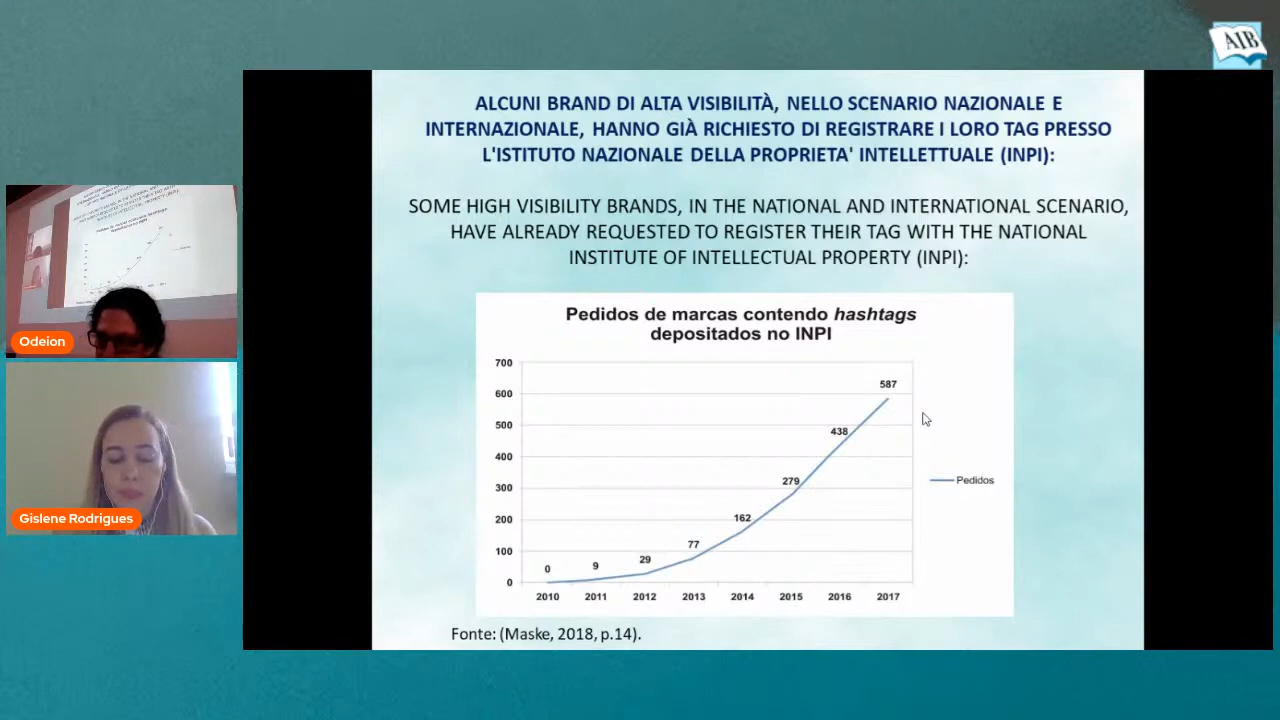 AIB
ALCUNI BRAND DI ALTA VISIBILITÀ, NELLO SCENARIO NAZIONALE E
INTERNAZIONALE, HANNO GIÀ RICHIESTO DI REGISTRARE I LORO TAG PRESSO
L'ISTITUTO NAZIONALE DELLA PROPRIETA' INTELLETTUALE (INPI):
SOME HIGH VISIBILITY BRANDS, IN THE NATIONAL AND INTERNATIONAL SCENARIO,
HAVE ALREADY REQUESTED TO REGISTER THEIR TAG WITH THE NATIONAL
INSTITUTE OF INTELLECTUAL PROPERTY (INPI):
Pedidos de marcas contendo hashtags
depositados no INPI
700
600
500
400
300
200
100
0
0
9
29
77
162
279
438
587
2010 2011 2012 2013 2014 2015 2016 2017
Pedidos
Fonte: (Maske, 2018, p.14).
Odeion
Gislene Rodrigues